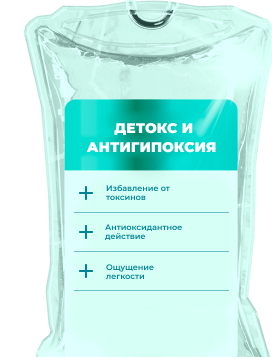 ДЕТОКС И
АНТИГИПОКСИЯ
Избавление от
токсинов
Антиоксидантное
действие
Ощущение
легкости